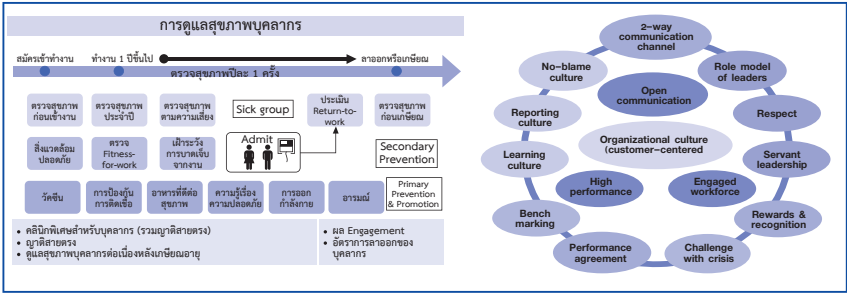 การดูแลสุขภาพบุคลากร
สมัครเข้าทำงาน
ทำงาน 1 ปีขึ้นไป
ลาออกหรือเกษียณ
ตรวจสุขภาพปีละ 1 ครั้ง
ตรวจสุขภาพ
ก่อนเข้างาน
ตรวจสุขภาพ
ประจำปี
ตรวจสุขภาพ
ตามความเสี่ยง
Sick group
ประเมิน
Return-to-
work
ตรวจสุขภาพ
ก่อนเกษียณ
สิ่งแวดล้อม
ปลอดภัย
ตรวจ
Fitness-
for-work
เฝ้าระวัง
การบาดเจ็บ
จากงาน
Admit
Secondary
Prevention
วัคซีน
การป้องกัน
การติดเชื้อ
อาหารที่ดีต่อ
สุขภาพ
ความรู้เรื่อง
ความปลอดภัย
การออก
กำลังกาย
อารมณ์
Primary
Prevention
& Promotion
• คลินิกพิเศษสำหรับบุคลากร (รวมญาติสายตรง)
• ญาติสายตรง
• ดูแลสุขภาพบุคลากรต่อเนื่องหลังเกษียณอายุ
• ผล Engagement
• อัตราการลาออกของ
บุคลากร
2-way
communication
channel
No-blame
culture
Role model
of leaders
Open
communication
Reporting
culture
Respect
Organizational culture
(customer-centered
Learning
culture
Servant
leadership
High
performance
Engaged
workforce
Bench
marking
Rewards &
recognition
Performance
agreement
Challenge
with crisis